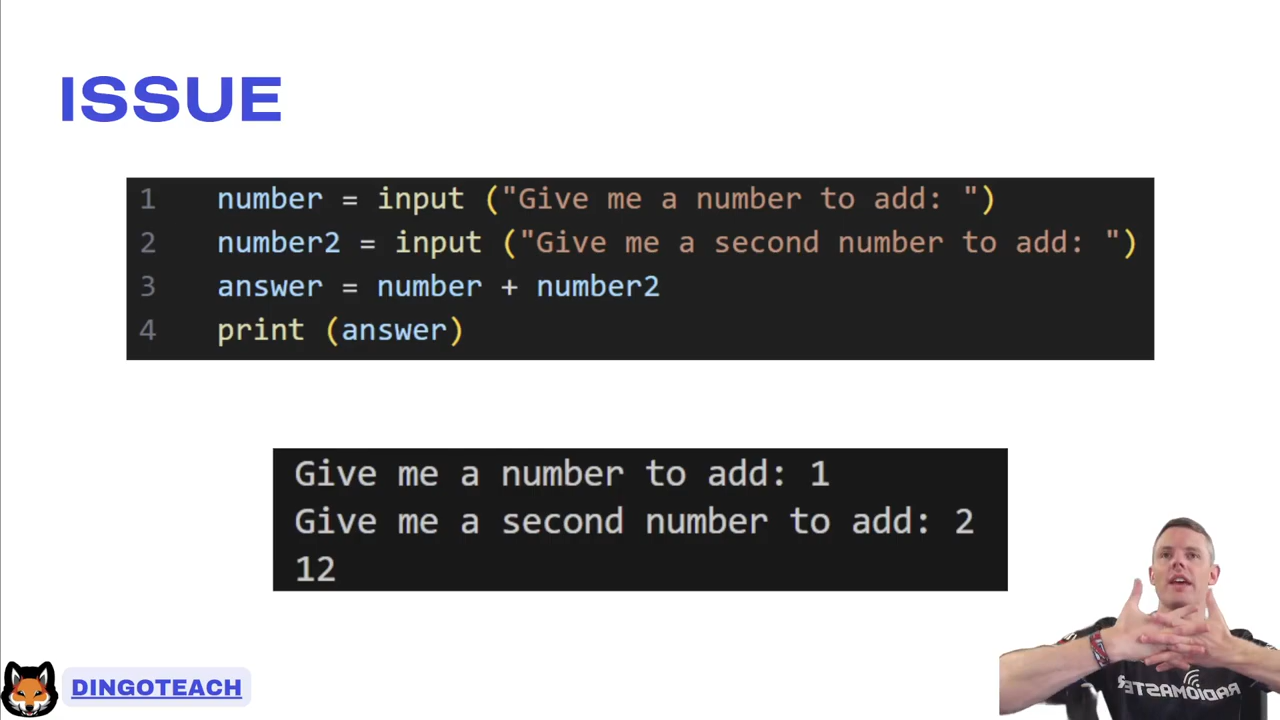 ISSUE
1 number = input ("Give me a number to add: ")
2 number2 = input ("Give me a second number to add: ")
3 answer = number + number2
4 print (answer)
Give me a number to add: 1
Give me a second number to add: 2
12
DINGOTEACH
RADIOMASTER